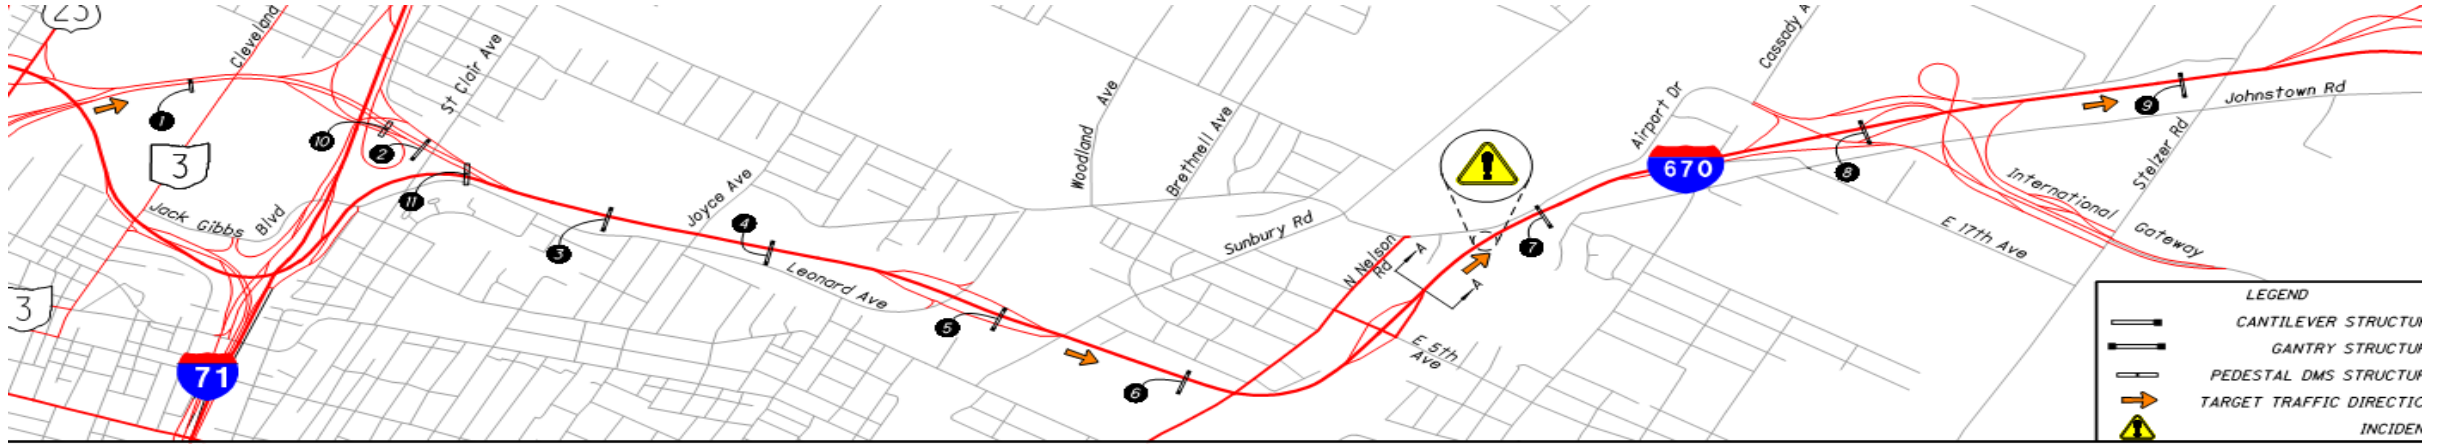 23
Cleveland
St Clair Ave
1
10
2
3
11
Jack Gibbs Blvd
3
71
3
Joyce Ave
4
Leonard Ave
5
6
Woodland Ave
Brethnell Ave
Sunbury Rd
N Nelson
Rd
A
A
7
E 5th
Ave
Airport Dr
670
Cassady A
8
9
Johnstown Rd
Stelzer Rd
International Gateway
E 17th Ave
LEGEND
CANTILEVER STRUCTU
GANTRY STRUCTU
PEDESTAL DMS STRUCTU
TARGET TRAFFIC DIRECTIO
INCIDEN